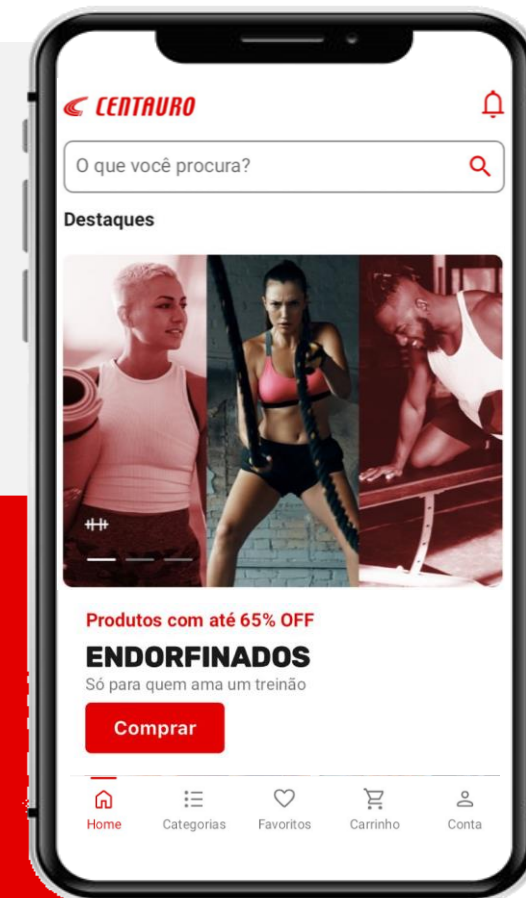 CENTAURO
O que você procura?
Destaques
Produtos com até 65% OFF
ENDORFINADOS
Só para quem ama um treinão
Comprar
Home Categorias Favoritos Carrinho Conta